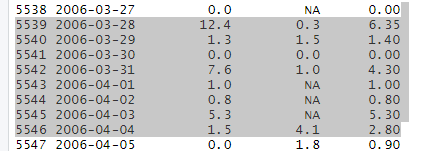 5538 2006-03-27 0.0 NA 0.00
5539 2006-03-28 12.4 0.3 6.35
5540 2006-03-29 1.3 1.5 1.40
5541 2006-03-30 0.0 0.0 0.00
5542 2006-03-31 7.6 1.0 4.30
5543 2006-04-01 1.0 NA 1.00
5544 2006-04-02 0.8 NA 0.80
5545 2006-04-03 5.3 NA 5.30
5546 2006-04-04 1.5 4.1 2.80
5547 2006-04-05 0.0 1.8 0.90